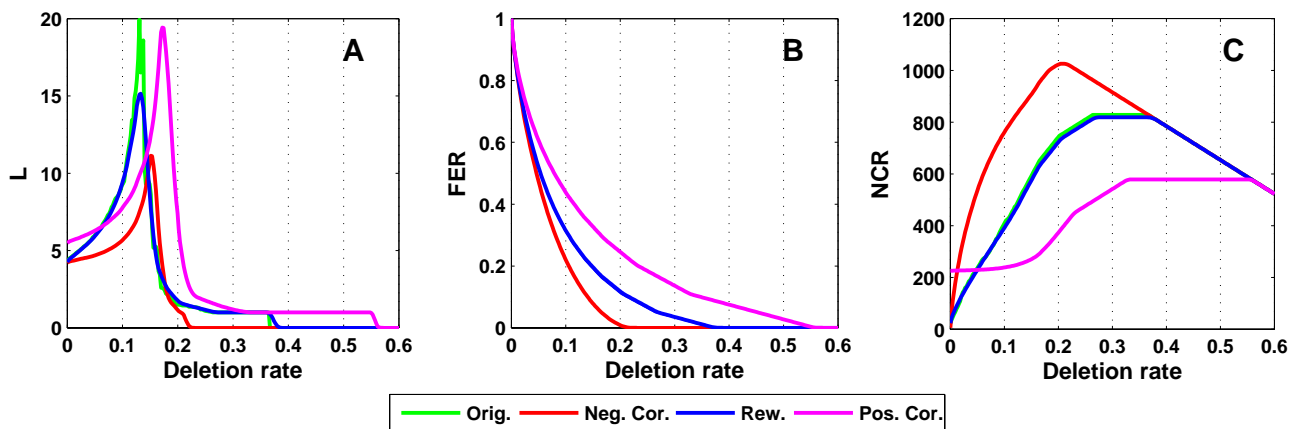 20
15
10
5
0
L
A
0 0.1 0.2 0.3 0.4 0.5 0.6
Deletion rate
1
0.8
0.6
0.4
0.2
0
FER
B
0 0.1 0.2 0.3 0.4 0.5 0.6
Deletion rate
1200
1000
800
600
400
200
0
NCR
C
0 0.1 0.2 0.3 0.4 0.5 0.6
Deletion rate
Orig. Neg. Cor. Rew. Pos. Cor.